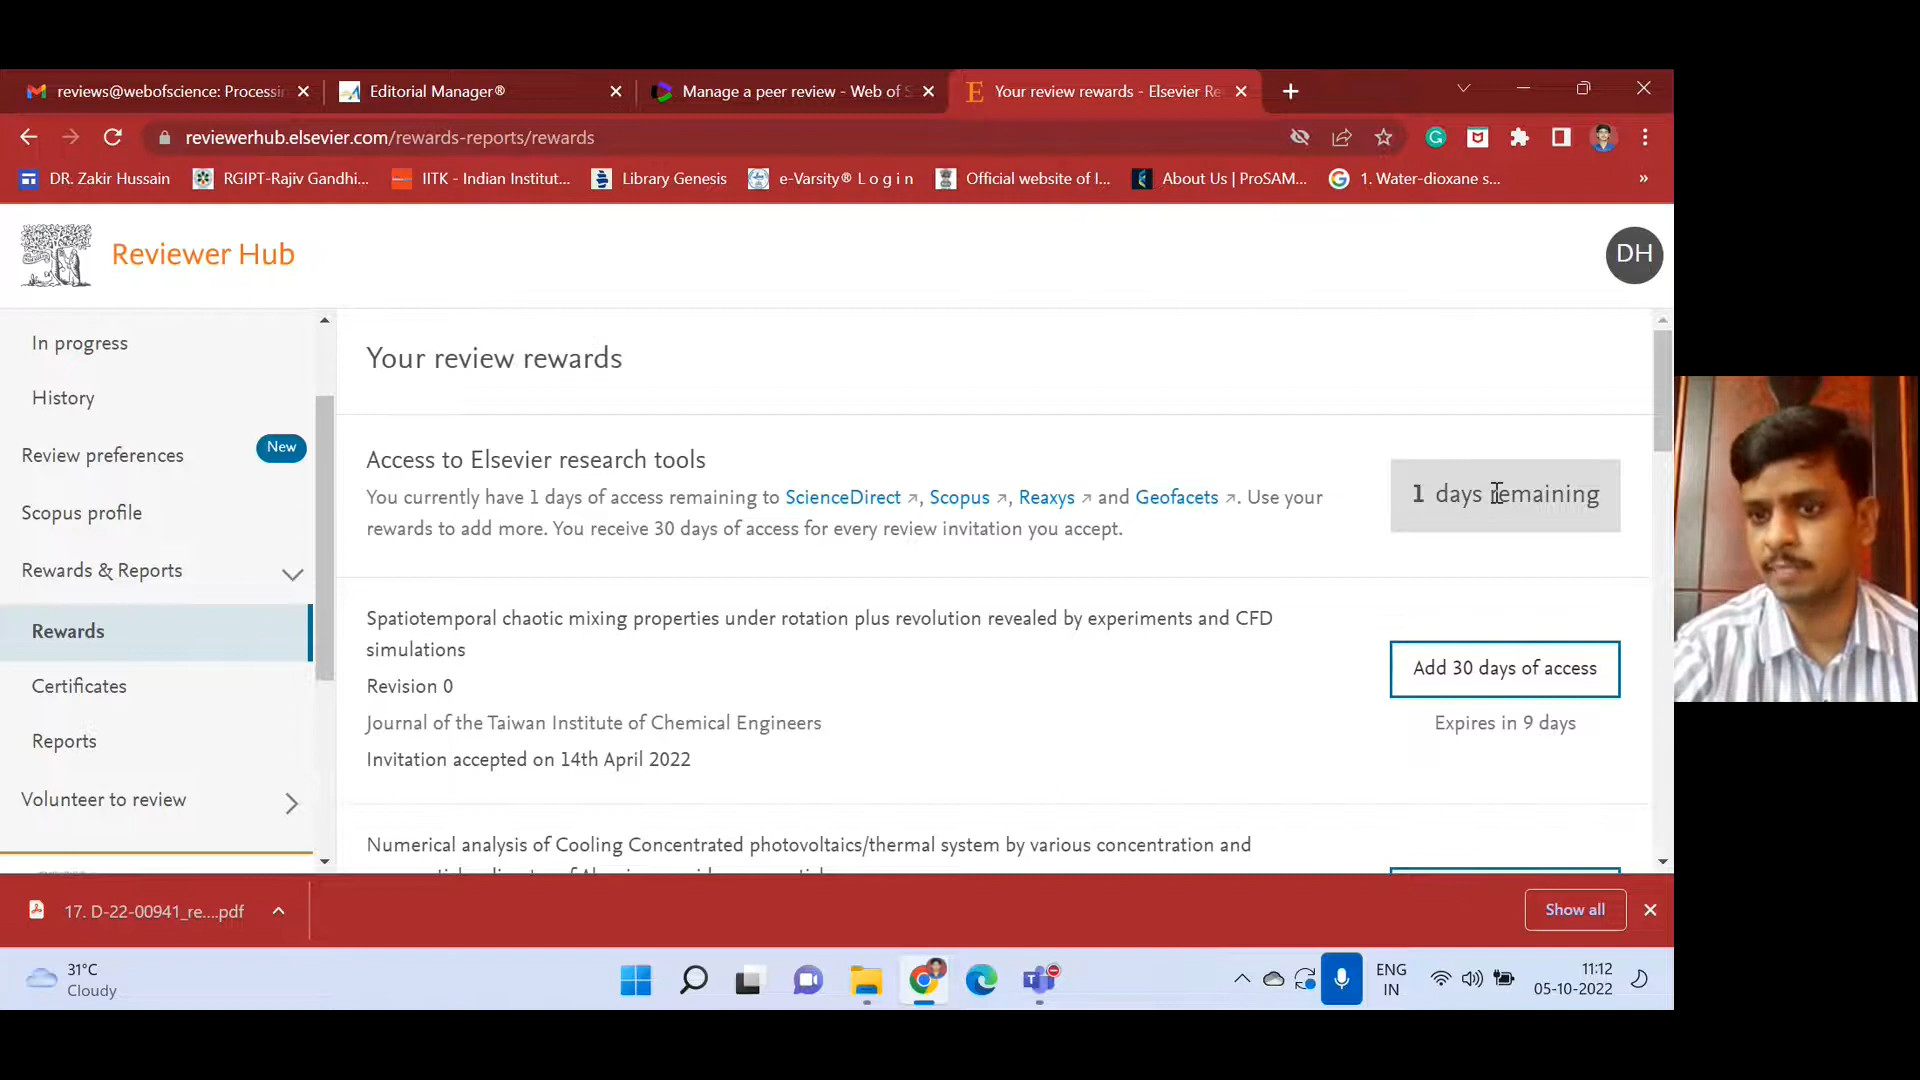 reviews@webofscience: Processin
Editorial Manager®
Manage a peer review - Web of S
Your review rewards - Elsevier Re
reviewerhub.elsevier.com/rewards-reports/rewards
DR. Zakir Hussain
RGIPT-Rajiv Gandhi...
IITK - Indian Institut...
Library Genesis
e-Varsity® L o g i n
Official website of I...
About Us | ProSAM...
1. Water-dioxane s...
»
Reviewer Hub
DH
In progress
History
Review preferences
New
Scopus profile
Rewards & Reports
Rewards
Certificates
Reports
Volunteer to review
Your review rewards
Access to Elsevier research tools
You currently have 1 days of access remaining to ScienceDirect ↗, Scopus ↗, Reaxys ↗ and Geofacets ↗. Use your
rewards to add more. You receive 30 days of access for every review invitation you accept.
1 days remaining
Spatiotemporal chaotic mixing properties under rotation plus revolution revealed by experiments and CFD
simulations
Revision 0
Journal of the Taiwan Institute of Chemical Engineers
Invitation accepted on 14th April 2022
Add 30 days of access
Expires in 9 days
Numerical analysis of Cooling Concentrated photovoltaics/thermal system by various concentration and
17. D-22-00941_re....pdf
Show all
31°C
Cloudy
ENG
IN
11:12
05-10-2022